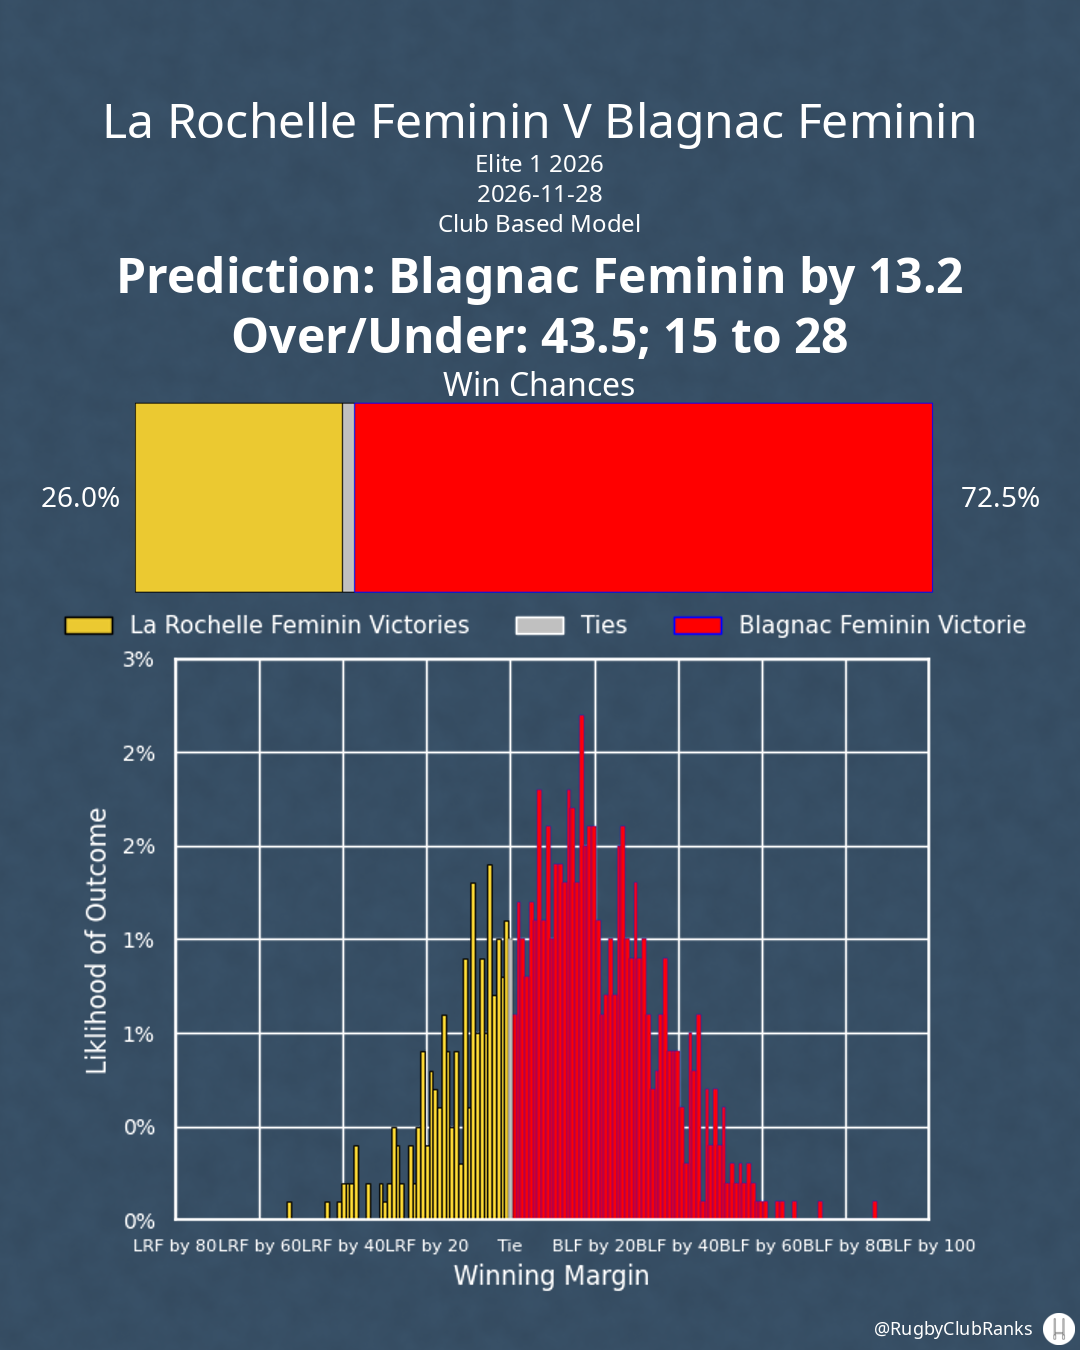 La Rochelle Feminin V Blagnac Feminin
Elite 1 2026
2026-11-28
Club Based Model
Prediction: Blagnac Feminin by 13.2
Over/Under: 43.5; 15 to 28
Win Chances
26.0%
72.5%
La Rochelle Feminin Victories
Ties
Blagnac Feminin Victorie
3%
2%
2%
1%
1%
0%
0%
Liklihood of Outcome
LRF by 80 LRF by 60 LRF by 40 LRF by 20 Tie BLF by 20 BLF by 40 BLF by 60 BLF by 80 BLF by 100
Winning Margin
@RugbyClubRanks